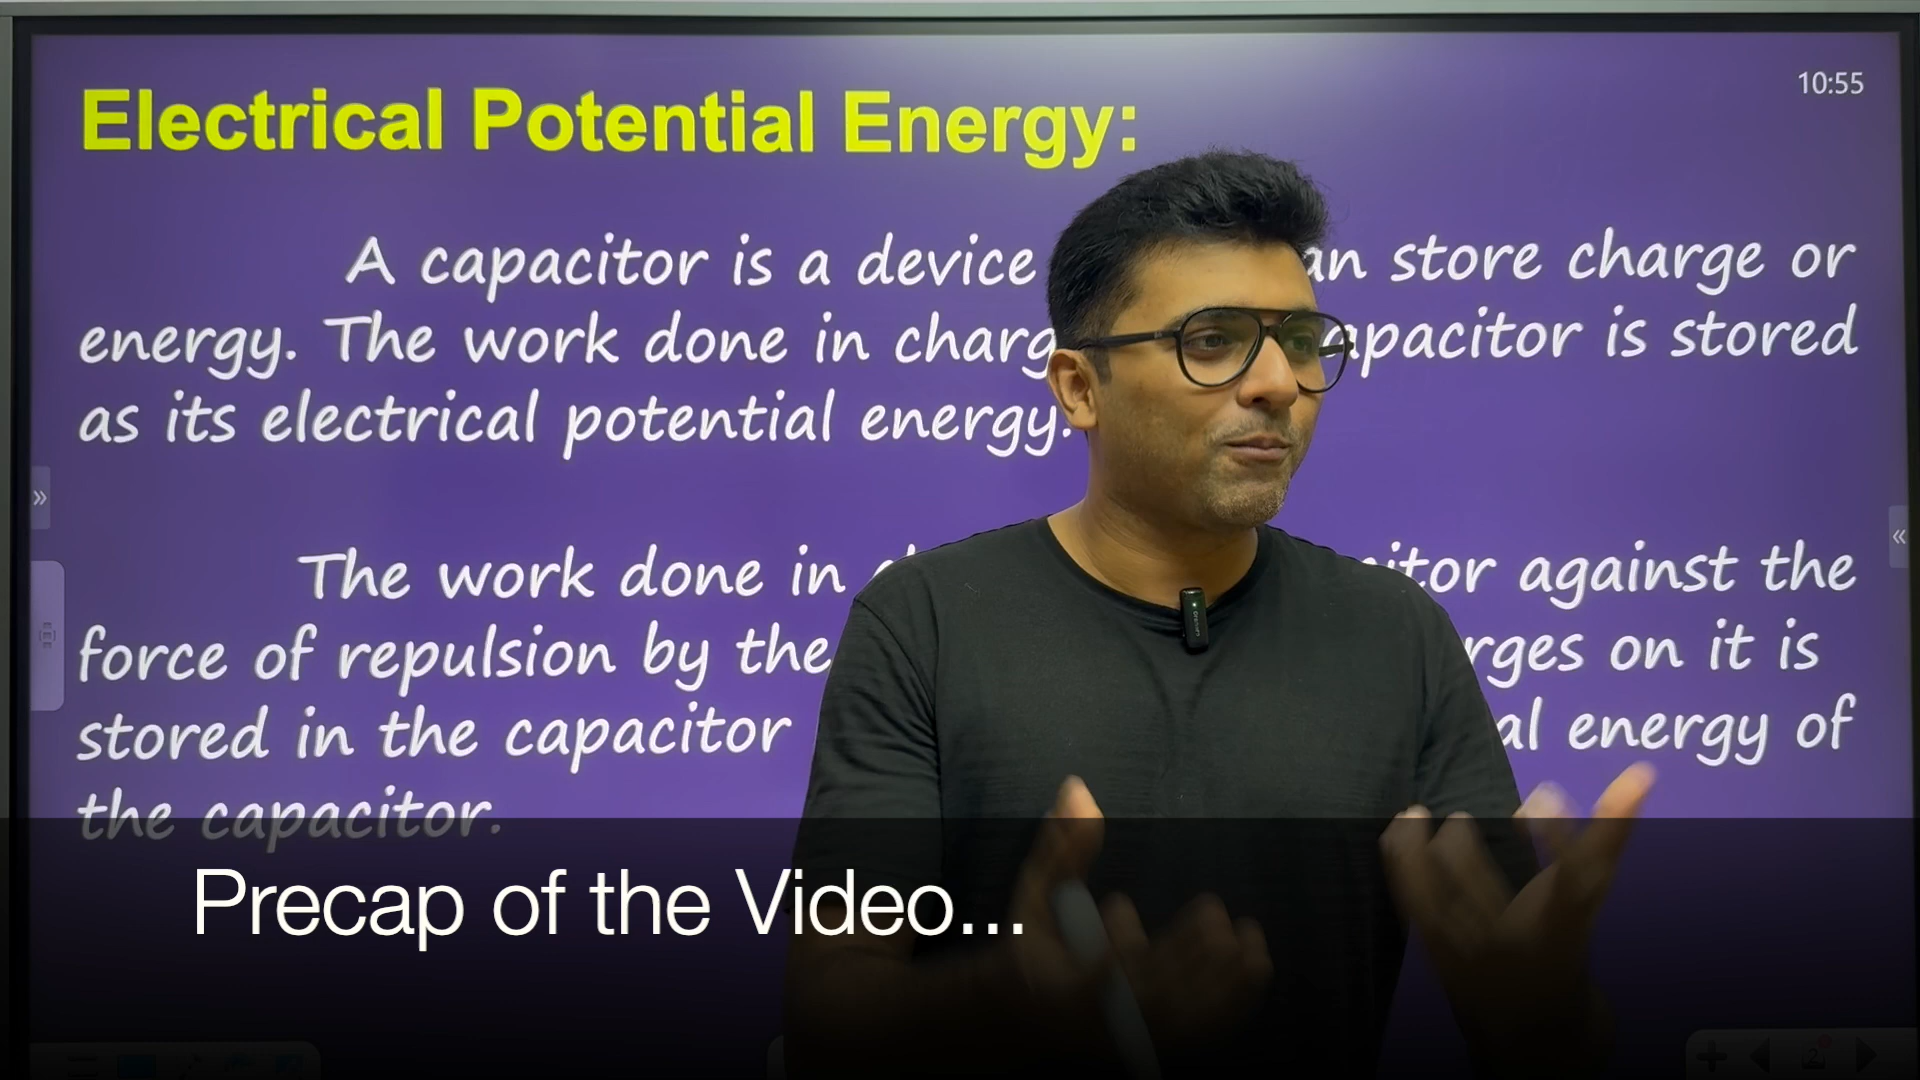 10:55
Electrical Potential Energy:
A capacitor is a device an store charge or
energy. The work done in charg apacitor is stored
as its electrical potential energy.
The work done in itor against the
force of repulsion by the rges on it is
stored in the capacitor al energy of
the capacitor.
Precap of the Video...